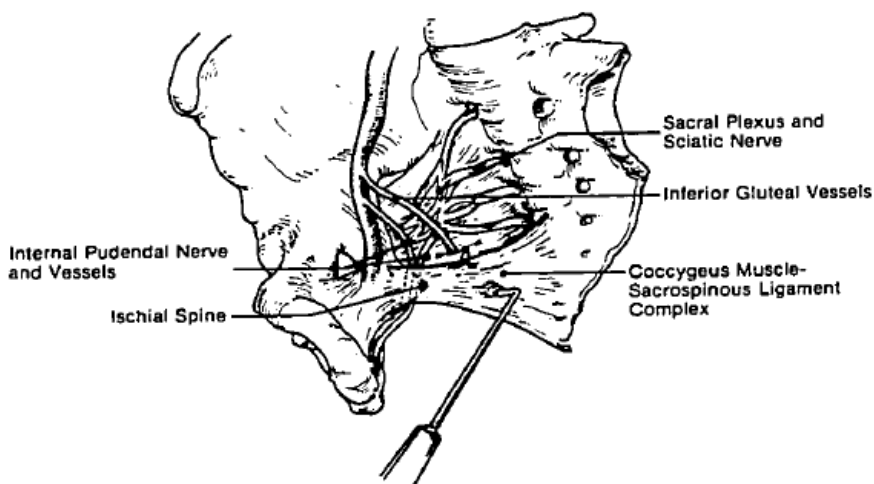 Sacral Plexus and
Sciatic Nerve
Inferior Gluteal Vessels
Internal Pudendal Nerve
and Vessels
Coccygeus Muscle-
Sacrospinous Ligament
Complex
Ischial Spine